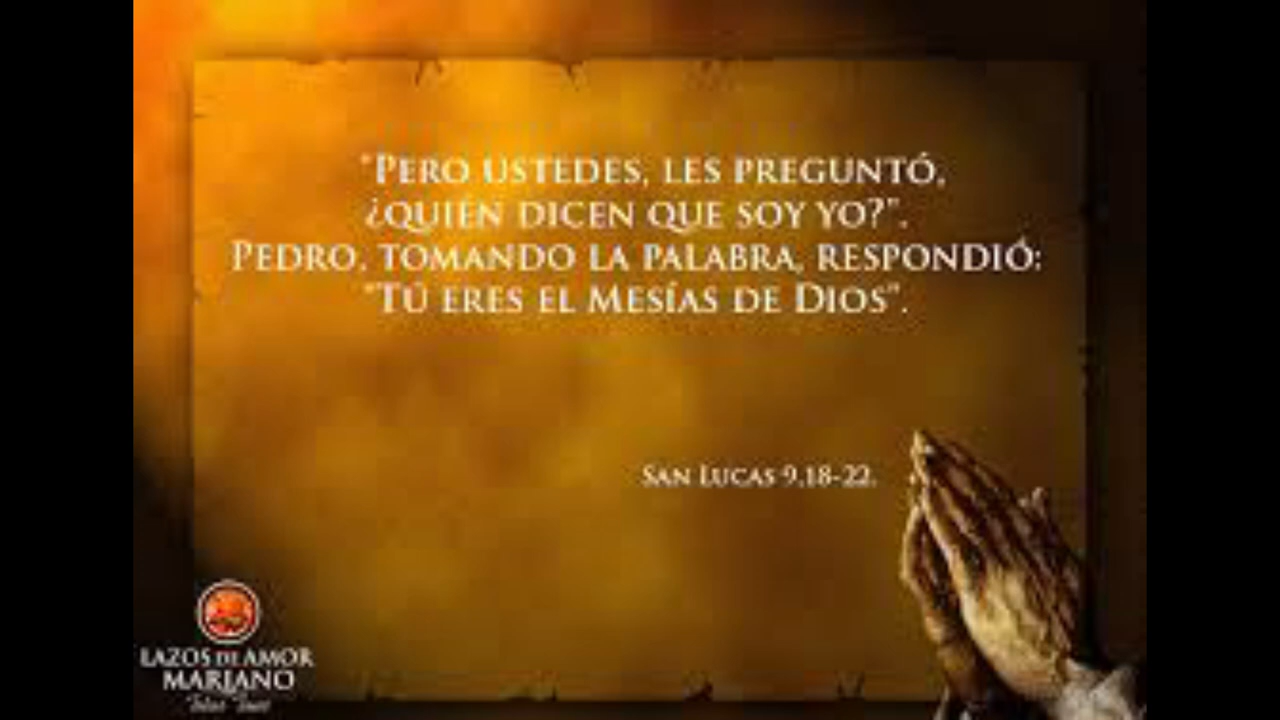 "Pero ustedes, les preguntó,
¿quién dicen que soy yo?".
Pedro, tomando la palabra, respondió:
"Tú eres el Mesías de Dios".
San Lucas 9,18-22.
LAZOS DE AMOR
MARIANO